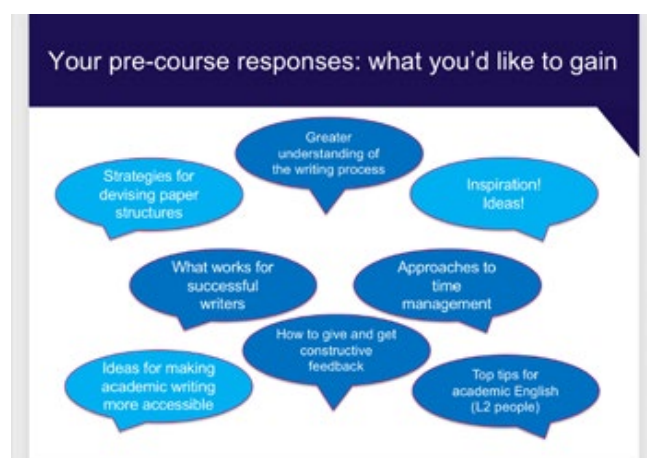 Your pre-course responses: what you'd like to gain
Greater
understanding of
the writing process
Strategies for
devising paper
structures
Inspiration!
Ideas!
What works for
successful
writers
Approaches to
time
management
How to give and get
constructive
feedback
Ideas for making
academic writing
more accessible
Top tips for
academic English
(L2 people)